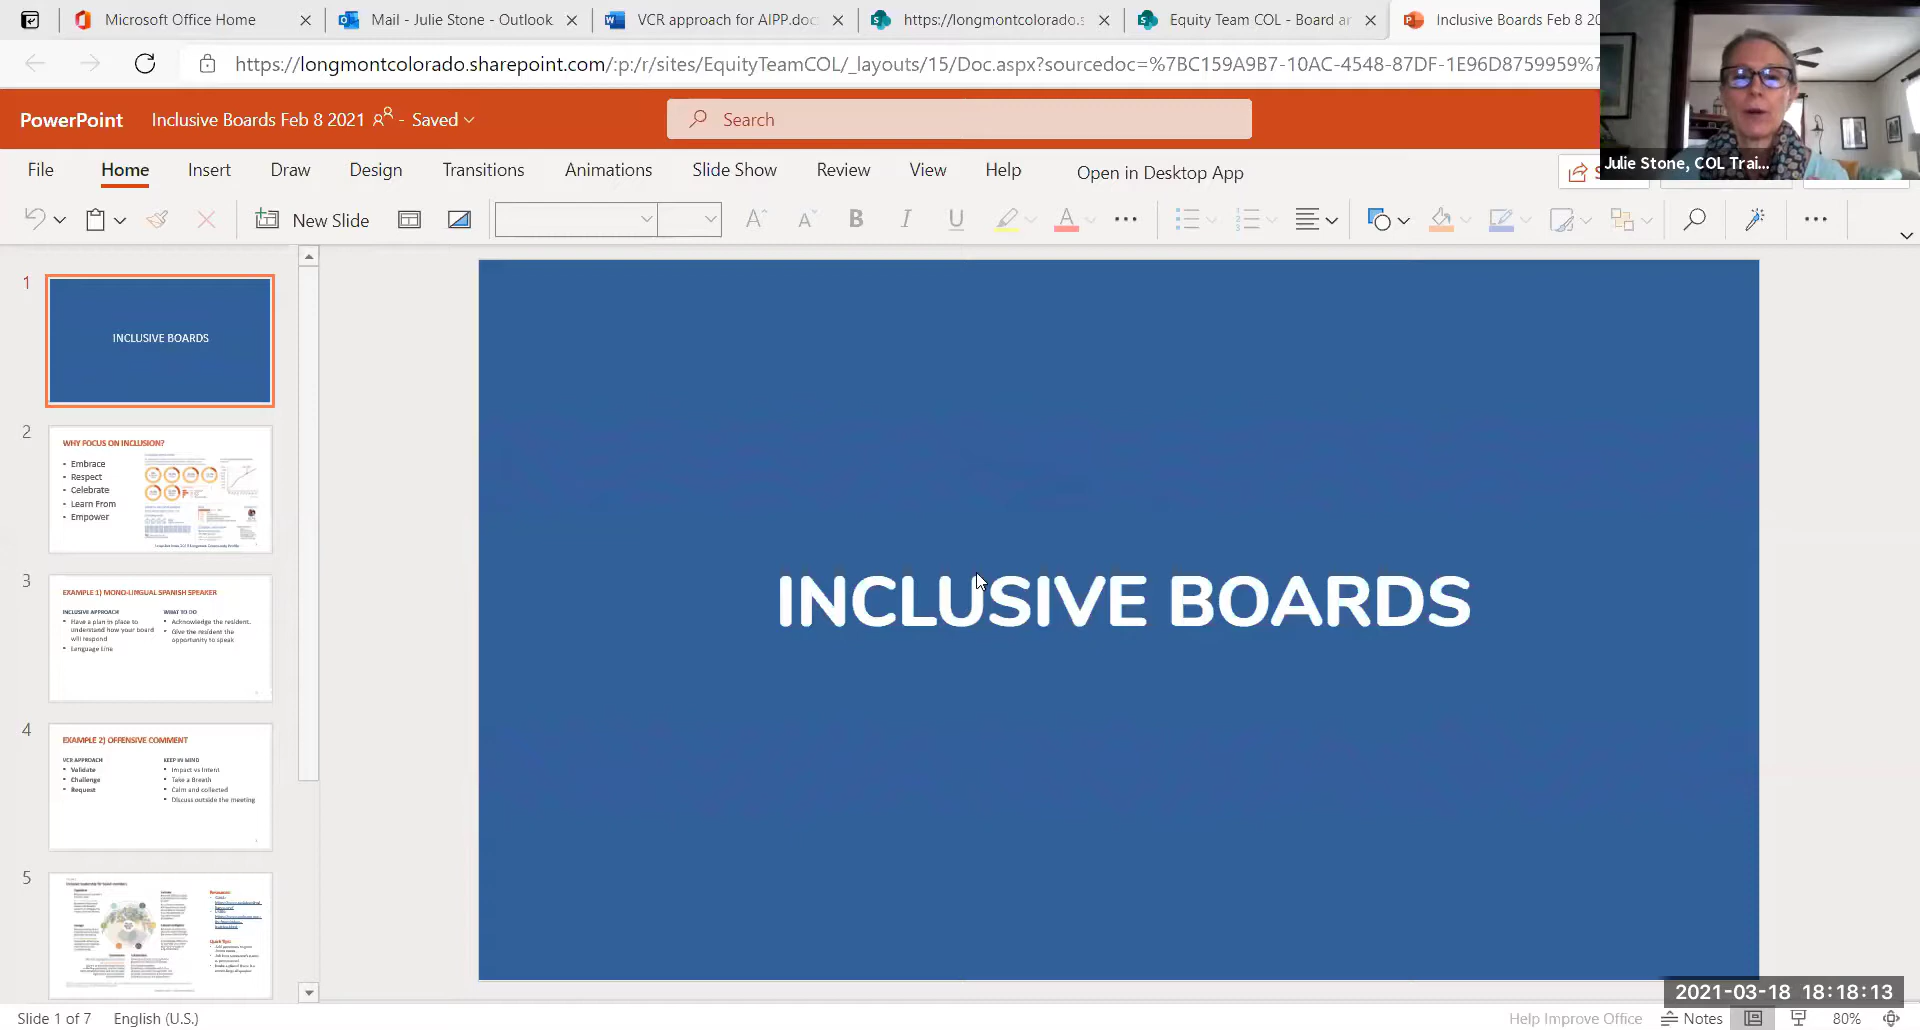 Microsoft Office Home
Mail - Julie Stone - Outlook
VCR approach for AIPP.doc
https://longmontcolorado.s
Equity Team COL - Board an
Inclusive Boards Feb 8 20
https://longmontcolorado.sharepoint.com/:p:/r/sites/EquityTeamCOL/_layouts/15/Doc.aspx?sourcedoc=%7BC159A9B7-10AC-4548-87DF-1E96D8759959%7
PowerPoint
Inclusive Boards Feb 8 2021 - Saved
Search
File Home Insert Draw Design Transitions Animations Slide Show Review View Help Open in Desktop App
Julie Stone, COL Trai...
New Slide
1
INCLUSIVE BOARDS
2
WHY FOCUS ON INCLUSION?
• Embrace
• Respect
• Celebrate
• Learn From
• Empower
3
EXAMPLE 1) MONO-LINGUAL SPANISH SPEAKER
INCLUSIVE APPROACH
• Have a plan in place to
understand how your board
will respond
• Language Line
WHAT TO DO
• Acknowledge the resident.
• Give the resident the
opportunity to speak
4
EXAMPLE 2) OFFENSIVE COMMENT
VCR APPROACH
• Validate
• Challenge
• Request
KEEP IN MIND
• Impact vs Intent
• Take a Breath
• Calm and collected
• Discuss outside the meeting
5
INCLUSIVE BOARDS
2021-03-18 18:18:13
Slide 1 of 7 English (U.S.)
Help Improve Office Notes 80%